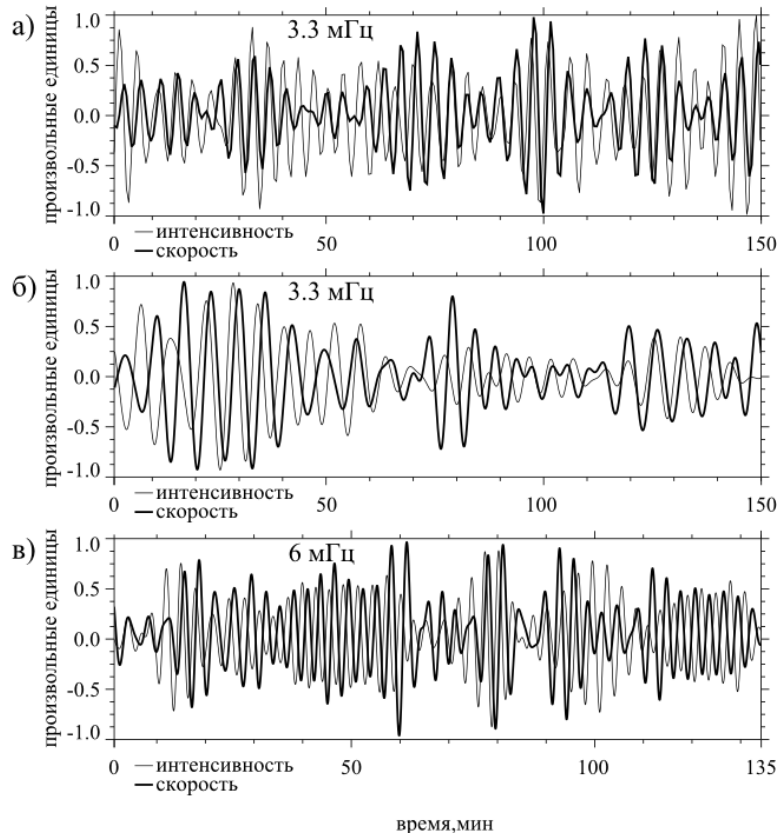 а)
произвольные единицы
3.3 мГц
1.0
0.5
0.0
-0.5
-1.0
0 50 100 150
интенсивность
скорость
б)
произвольные единицы
3.3 мГц
1.0
0.5
0.0
-0.5
-1.0
0 50 100 150
интенсивность
скорость
в)
произвольные единицы
6 мГц
1.0
0.5
0.0
-0.5
-1.0
0 50 100 135
интенсивность
скорость
время,мин